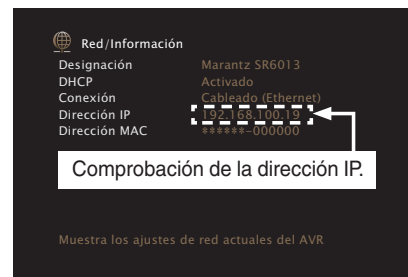 Red/Información
Designación Marantz SR6013
DHCP Activado
Conexión Cableado (Ethernet)
Dirección IP 192.168.100.19
Dirección MAC ******-000000
Comprobación de la dirección IP.
Muestra los ajustes de red actuales del AVR